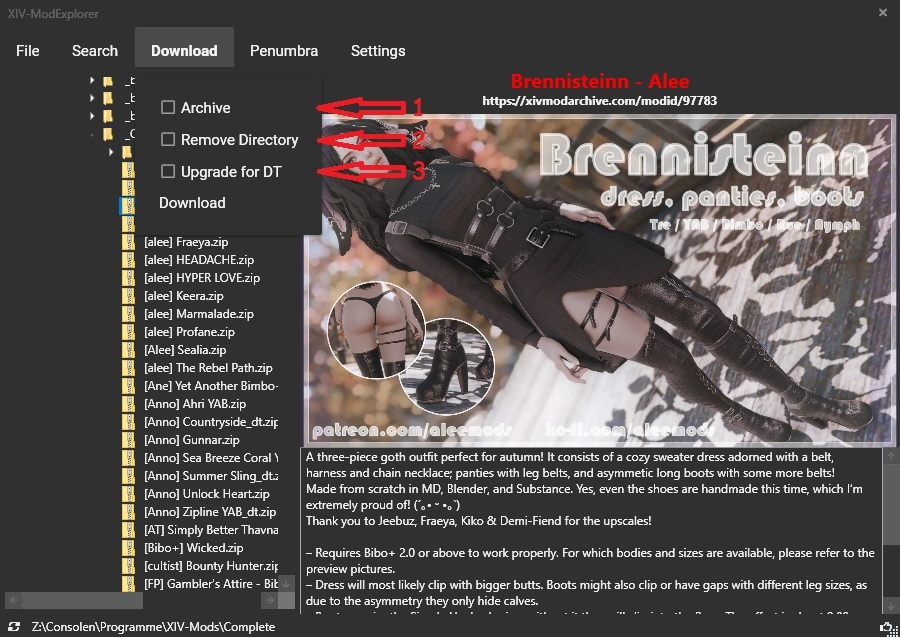 XIV-ModExplorer
File Search Download Penumbra Settings
Archive
Remove Directory
Upgrade for DT
Download
1
2
3
[alee] Fraeya.zip
[alee] HEADACHE.zip
[alee] HYPER LOVE.zip
[alee] Keera.zip
[alee] Marmalade.zip
[alee] Profane.zip
[Alee] Sealia.zip
[alee] The Rebel Path.zip
[Ane] Yet Another Bimbo-
[Anno] Ahri YAB.zip
[Anno] Countryside_dt.zip
[Anno] Gunnar.zip
[Anno] Sea Breeze Coral
[Anno] Summer Sling_dt.z
[Anno] Unlock Heart.zip
[Anno] Zipline YAB_dt.zip
[AT] Simply Better Thavna
[Bibo+] Wicked.zip
[cultist] Bounty Hunter.zip
[FP] Gambler's Attire - Bib
Brennisteinn - Alee
https://xivmodarchive.com/modid/97783
Brennisteinn
dress, panties, boots
Tre / YAB / Bimbo / Rue / Nymph
patreon.com/aleemods ko-fi.com/aleemods
A three-piece goth outfit perfect for autumn! It consists of a cozy sweater dress adorned with a belt,
harness and chain necklace; panties with leg belts, and asymetic long boots with some more belts!
Made from scratch in MD, Blender, and Substance. Yes, even the shoes are handmade this time, which I'm
extremely proud of!
Thank you to Jeebuz, Fraeya, Kiko & Demi-Fiend for the upscales!
– Requires Bibo+ 2.0 or above to work properly. For which bodies and sizes are available, please refer to the
preview pictures.
– Dress will most likely clip with bigger butts. Boots might also clip or have gaps with different leg sizes, as
due to the asymmetry they only hide calves.
Z:\Consolen\Programme\XIV-Mods\Complete